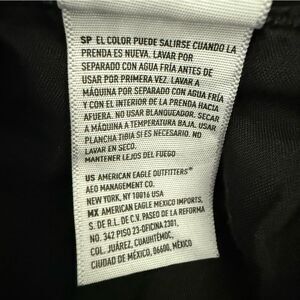 SP EL COLOR PUEDE SALIRSE CUANDO LA
PRENDA ES NUEVA. LAVAR POR
SEPARADO CON AGUA FRÍA ANTES DE
USAR POR PRIMERA VEZ. LAVAR A
MÁQUINA POR SEPARADO CON AGUA FRÍA
Y CON EL INTERIOR DE LA PRENDA HACIA
AFUERA. NO USAR BLANQUEADOR. SECAR
A MÁQUINA A TEMPERATURA BAJA. USAR
PLANCHA TIBIA SI ES NECESARIO. NO
LAVAR EN SECO.
MANTENER LEJOS DEL FUEGO
US AMERICAN EAGLE OUTFITTERS®
AEO MANAGEMENT CO.
NEW YORK, NY 10016 USA
MX AMERICAN EAGLE MEXICO IMPORTS,
S. DE R.L. DE C.V. PASEO DE LA REFORMA
NO. 342 PISO 23-OFICINA 2301,
COL. JUÁREZ, CUAUHTÉMOC,
CIUDAD DE MÉXICO, 06600, MÉXICO